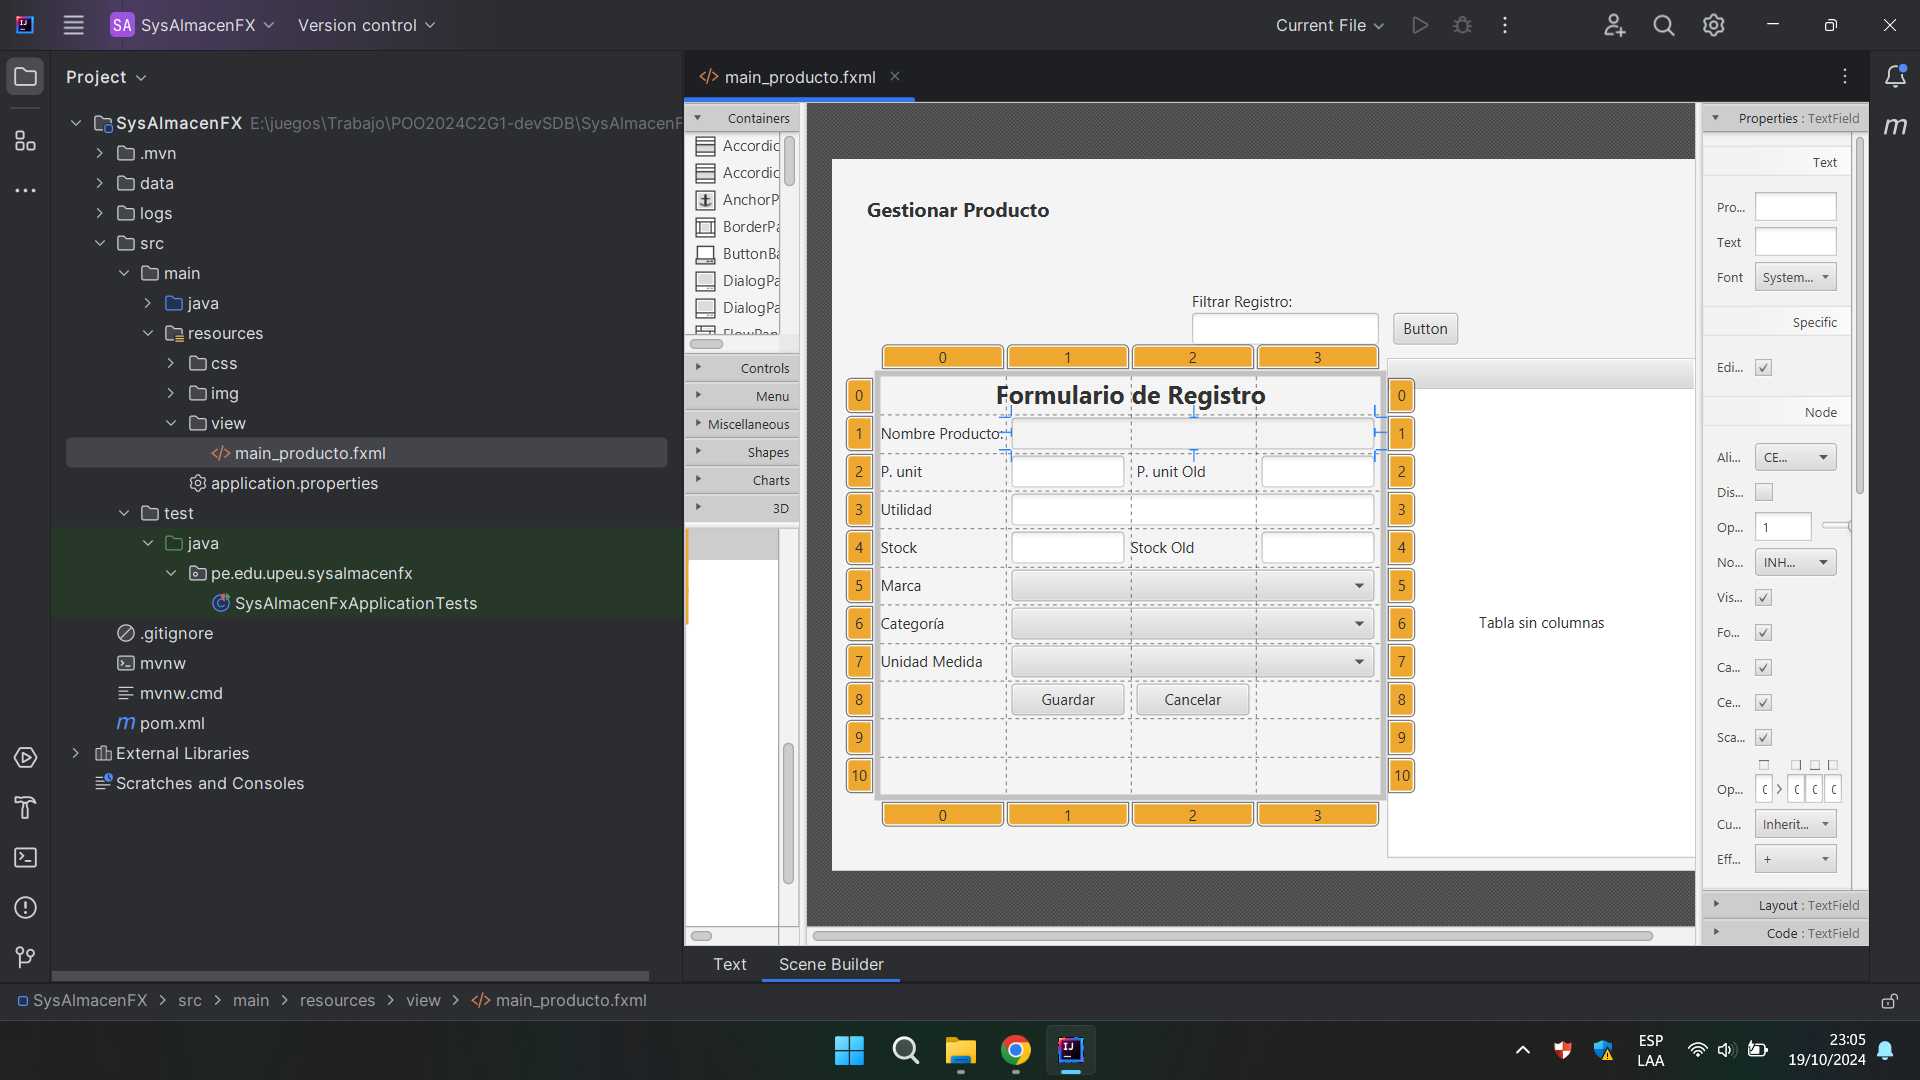 SA SysAlmacenFX Version control Current File
Project
main_producto.fxml
SysAlmacenFX E:\juegos\Trabajo\POO2024C2G1-devSDB\SysAlmacenF
.mvn
data
logs
src
main
java
resources
css
img
view
main_producto.fxml
application.properties
test
java
pe.edu.upeu.sysalmacenfx
SysAlmacenFxApplicationTests
.gitignore
mvnw
mvnw.cmd
m pom.xml
External Libraries
Scratches and Consoles
Containers
Accordic
Accordic
AnchorP
BorderPa
ButtonBa
DialogPa
DialogPa
Controls
Menu
Miscellaneous
Shapes
Charts
3D
Gestionar Producto
Filtrar Registro:
Button
0 1 2 3
0 Formulario de Registro 0
1 Nombre Producto: 1
2 P. unit P. unit Old 2
3 Utilidad 3
4 Stock Stock Old 4
5 Marca 5
6 Categoría 6
7 Unidad Medida 7
8 Guardar Cancelar 8
9 9
10 10
0 1 2 3
Tabla sin columnas
Properties : TextField
Text
Pro...
Text
Font System...
Specific
Edi...
Node
Ali... CE...
Dis...
Op... 1
No... INH...
Vis...
Fo...
Ca...
Ce...
Sca...
Op...
Cu... Inherit...
Eff... +
Layout : TextField
Code : TextField
m
Text Scene Builder
SysAlmacenFX > src > main > resources > view > main_producto.fxml
ESP
LAA
23:05
19/10/2024